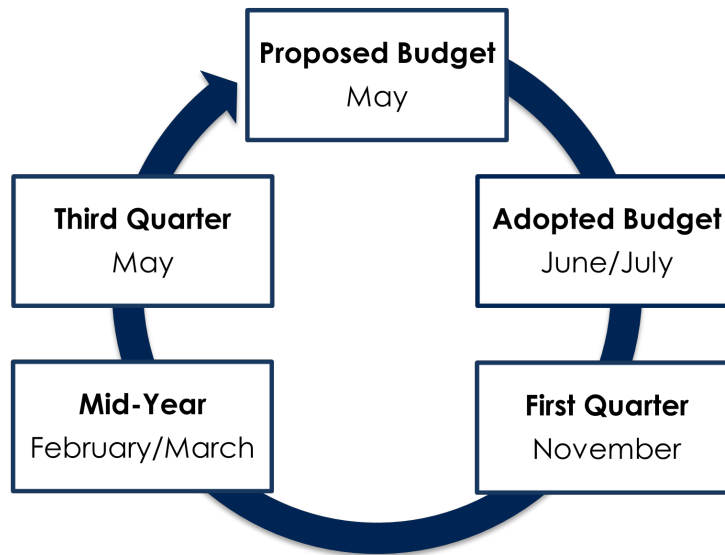 Proposed Budget
May
Adopted Budget
June/July
First Quarter
November
Mid-Year
February/March
Third Quarter
May